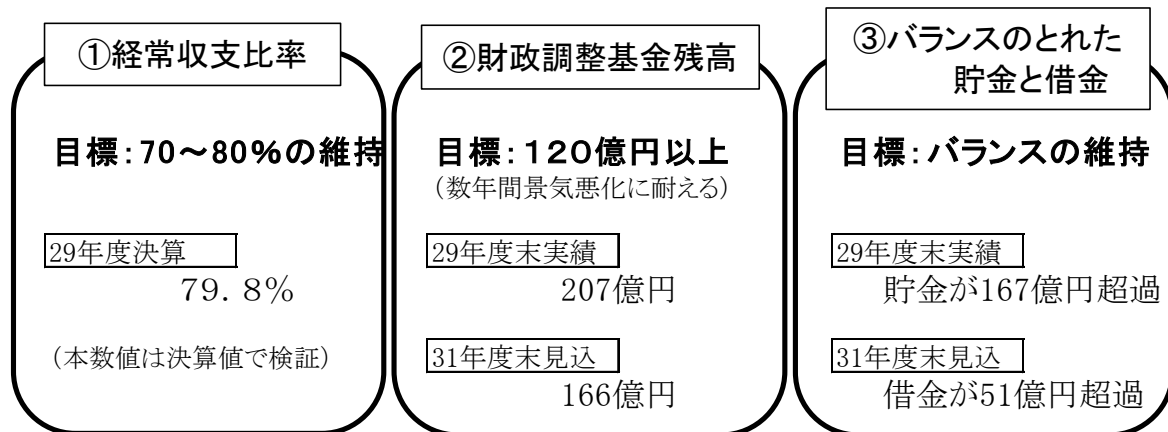 ①経常収支比率
目標：70～80%の維持
29年度決算
79．8%
（本数値は決算値で検証）
②財政調整基金残高
目標：１２０億円以上
（数年間景気悪化に耐える）
29年度末実績
207億円
31年度末見込
166億円
③バランスのとれた
貯金と借金
目標：バランスの維持
29年度末実績
貯金が167億円超過
31年度末見込
借金が51億円超過